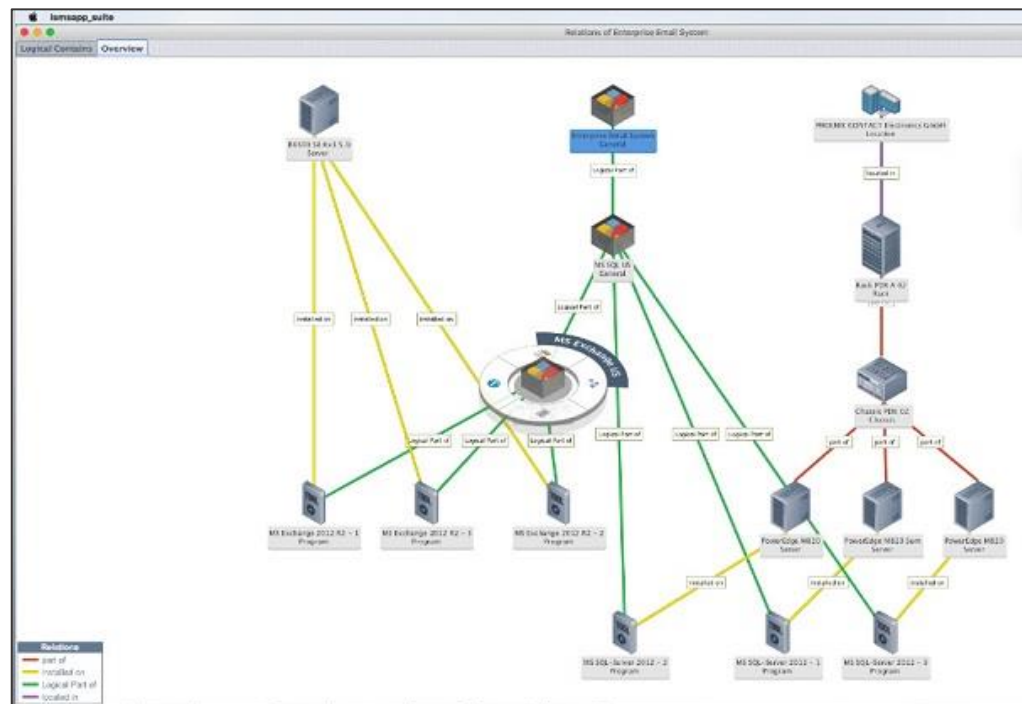 lsmsapp_suite
Relations of Enterprise Email System
Logical Contains Overview
Server
Enterprise Email System
General
PHOENIX CONTACT Electronics GmbH
Location
Logical Part of
located in
MS SQL US
General
Rack PDN A 02
Rack
Logical Part of
installed on
installed on
installed on
MS Exchange US
Chassis PDN 02
Chassis
Logical Part of
Logical Part of
Logical Part of
Logical Part of
Logical Part of
Logical Part of
part of
part of
part of
MS Exchange 2012 R2 - 1
Program
MS Exchange 2012 R2 - 3
Program
MS Exchange 2012 R2 - 2
Program
PowerEdge M820
Server
PowerEdge M820
Server
PowerEdge M820
Server
installed on
installed on
installed on
MS SQL-Server 2012 - 2
Program
MS SQL-Server 2012 - 1
Program
MS SQL-Server 2012 - 3
Program
Relations
part of
installed on
Logical Part of
located in